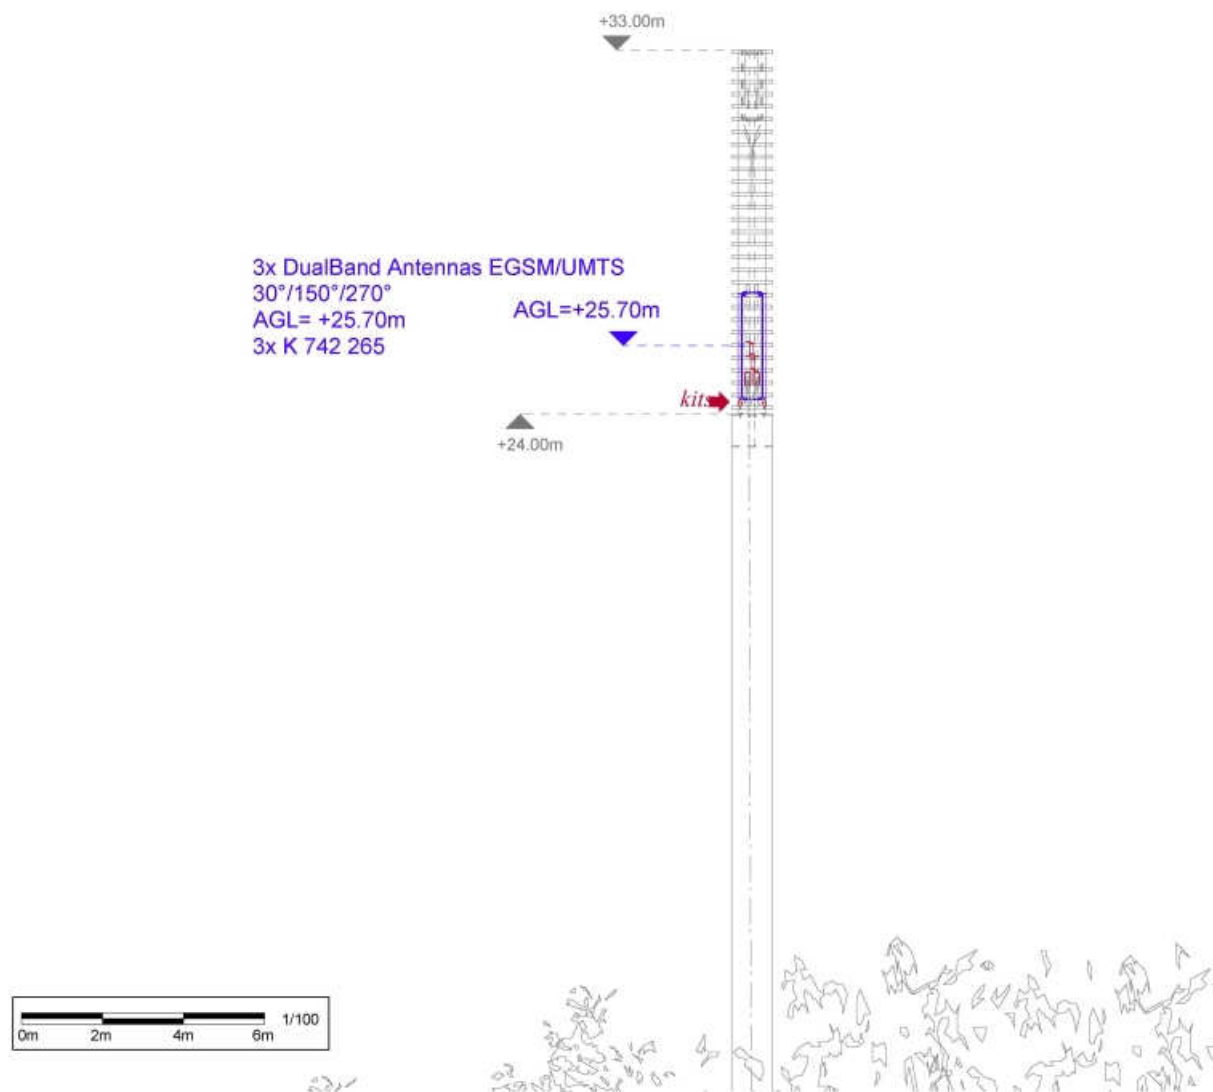 +33.00m
3x DualBand Antennas EGSM/UMTS
30°/150°/270°
AGL= +25.70m
3x K 742 265
AGL=+25.70m
kits
+24.00m
1/100
0m 2m 4m 6m